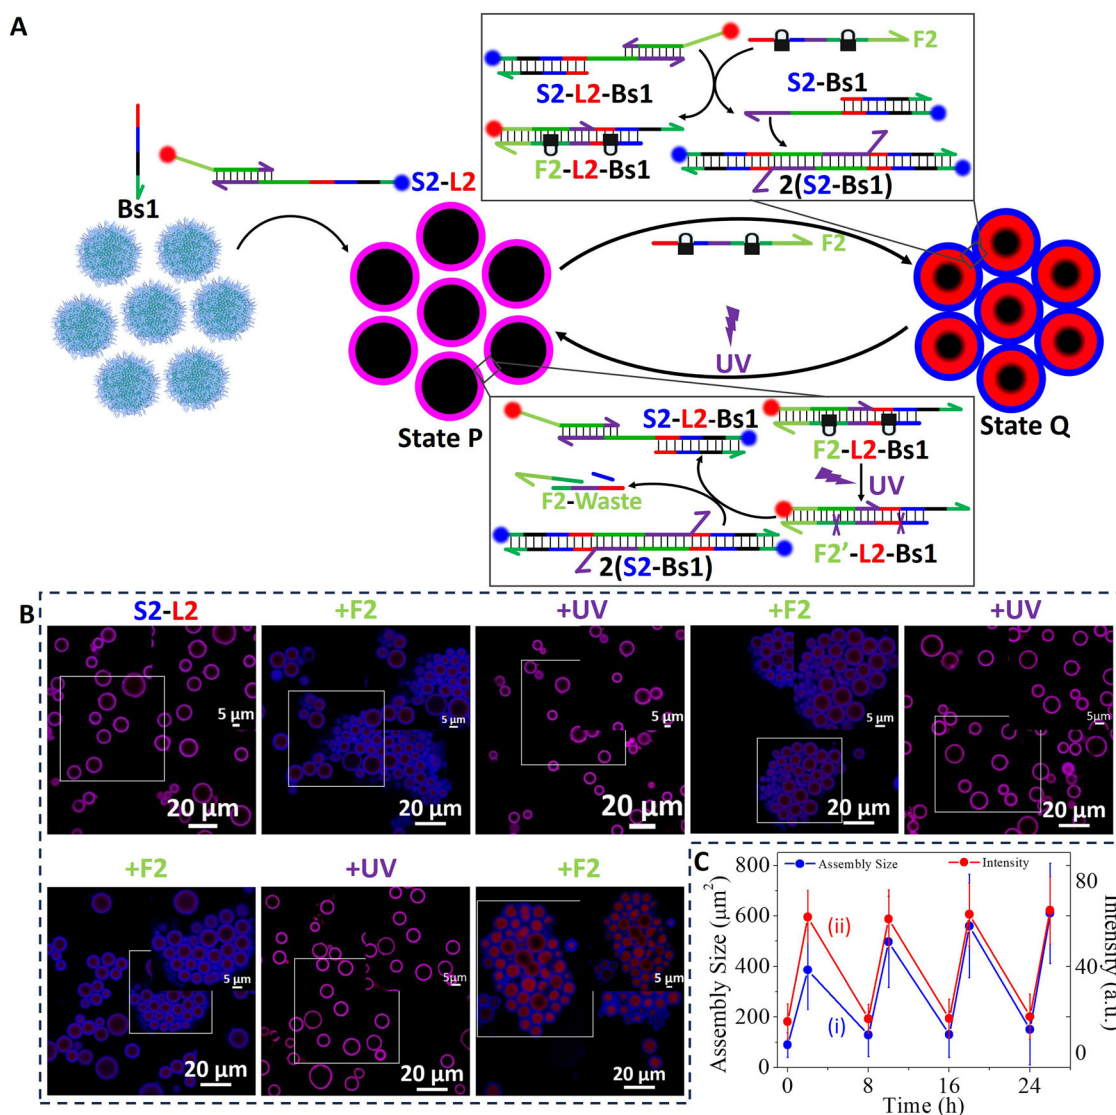 A
F2
S2-L2-Bs1
S2-Bs1
F2-L2-Bs1
2(S2-Bs1)
S2-L2
Bs1
F2
UV
State P
State Q
S2-L2-Bs1
F2-L2-Bs1
UV
F2-Waste
F2'-L2-Bs1
2(S2-Bs1)
B
S2-L2
+F2
+UV
+F2
+UV
5 μm
5 μm
5 μm
5 μm
5 μm
20 μm
20 μm
20 μm
20 μm
20 μm
+F2
+UV
+F2
5 μm
5 μm
5 μm
20 μm
20 μm
20 μm
C
Assembly Size
Intensity
800
600
400
200
0
80
40
0
(ii)
(i)
0
8
16
24
Assembly Size (μm²)
Intensity (a.u.)
Time (h)